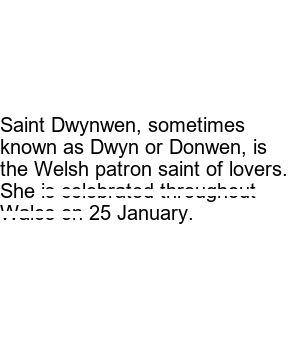 Saint Dwynwen, sometimes
known as Dwyn or Donwen, is
the Welsh patron saint of lovers.
She is celebrated throughout
Wales on 25 January.